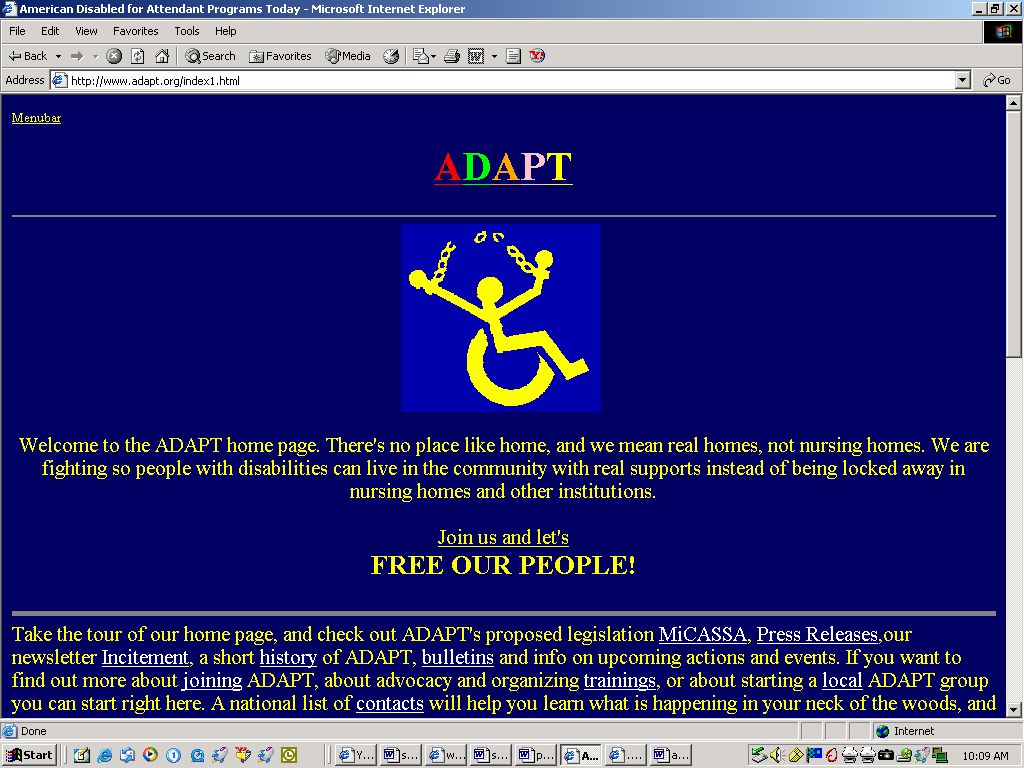 American Disabled for Attendant Programs Today - Microsoft Internet Explorer
File Edit View Favorites Tools Help
Back Search Favorites Media
Address http://www.adapt.org/index1.html Go
Menubar
ADAPT
Welcome to the ADAPT home page. There's no place like home, and we mean real homes, not nursing homes. We are
fighting so people with disabilities can live in the community with real supports instead of being locked away in
nursing homes and other institutions.
Join us and let's
FREE OUR PEOPLE!
Take the tour of our home page, and check out ADAPT's proposed legislation MiCASSA, Press Releases,our
newsletter Incitement, a short history of ADAPT, bulletins and info on upcoming actions and events. If you want to
find out more about joining ADAPT, about advocacy and organizing trainings, or about starting a local ADAPT group
you can start right here. A national list of contacts will help you learn what is happening in your neck of the woods, and
Done Internet
Start Y... s... w... s... p... A... .... a... 10:09 AM